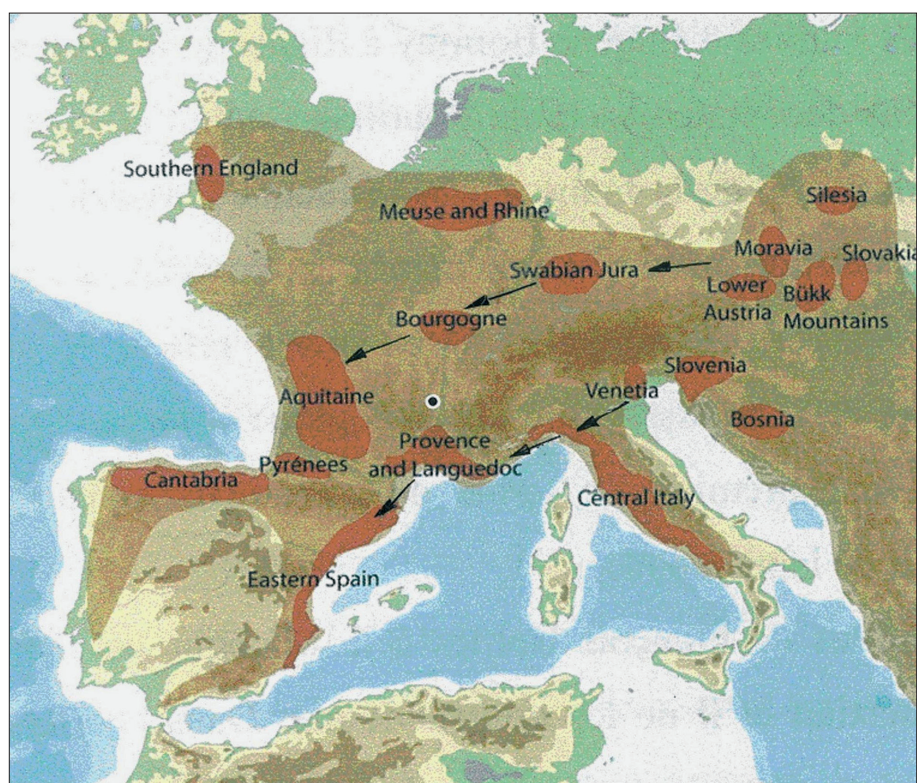 Southern England
Meuse and Rhine
Silesia
Moravia
Slovakia
Swabian Jura
Lower
Austria
Bükk
Mountains
Bourgogne
Slovenia
Venetia
Aquitaine
Bosnia
Provence
and Languedoc
Pyrénees
Cantabria
Central Italy
Eastern Spain